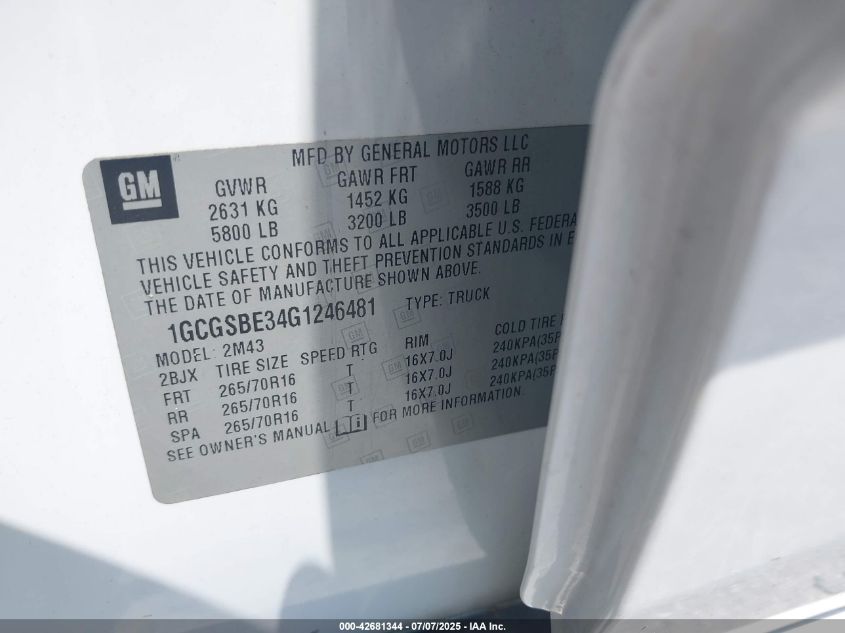 GM
MFD BY GENERAL MOTORS LLC
GVWR GAWR FRT GAWR RR
2631 KG 1452 KG 1588 KG
5800 LB 3200 LB 3500 LB
THIS VEHICLE CONFORMS TO ALL APPLICABLE U.S. FEDERA
VEHICLE SAFETY AND THEFT PREVENTION STANDARDS IN E
THE DATE OF MANUFACTURE SHOWN ABOVE.
1GCGSBE34G1246481 TYPE: TRUCK
MODEL: 2M43
2BJX TIRE SIZE SPEED RTG RIM COLD TIRE
FRT 265/70R16 T 16X7.0J 240KPA(35P
RR 265/70R16 T 16X7.0J 240KPA(35P
SPA 265/70R16 T 16X7.0J 240KPA(35P
SEE OWNER'S MANUAL FOR MORE INFORMATION.
000-42681344 - 07/07/2025 - IAA Inc.